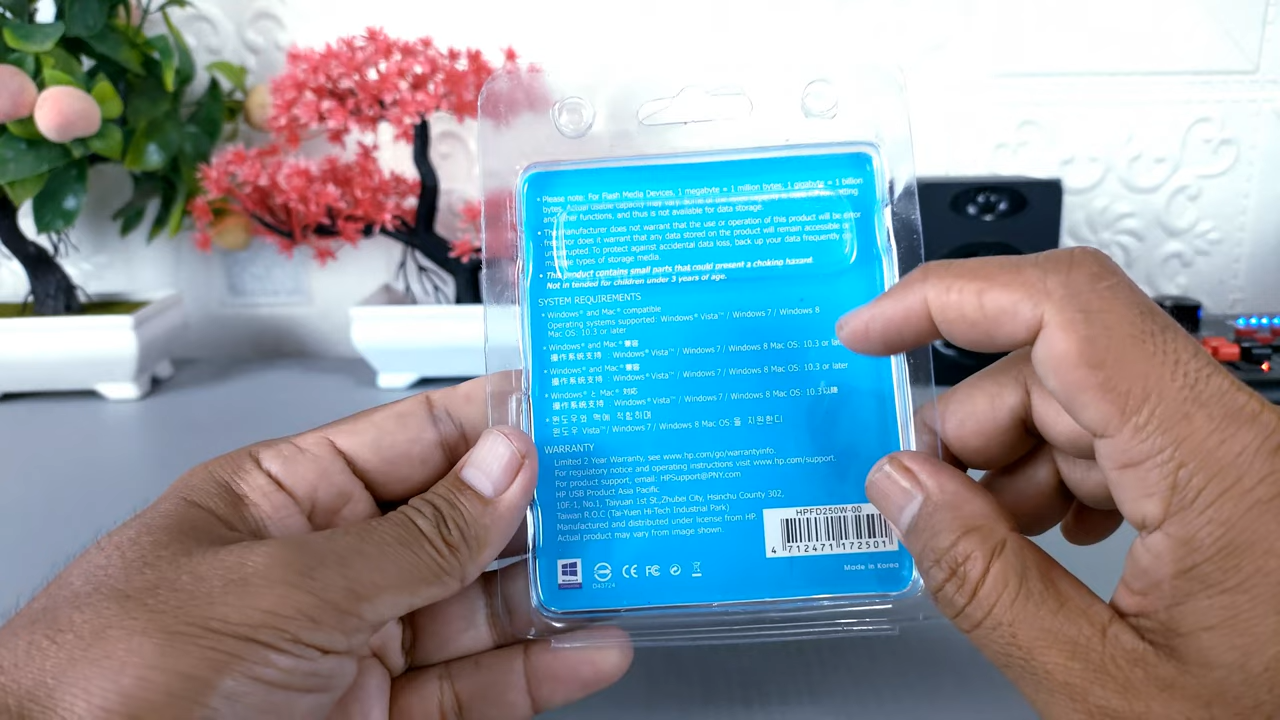 • Please note: For Flash Media Devices, 1 megabyte = 1 million bytes; 1 gigabyte = 1 billion
bytes. Actual usable capacity may vary. Some of the
and other functions, and thus is not available for data storage.
• The manufacturer does not warrant that the use or operation of this product will be error
free, nor does it warrant that any data stored on the product will remain accessible or
uninterrupted. To protect against accidental data loss, back up your data frequently on
multiple types of storage media.
• This product contains small parts that could present a choking hazard.
Not in tended for children under 3 years of age.
SYSTEM REQUIREMENTS
• Windows® and Mac® compatible
Operating systems supported: Windows® Vista™ / Windows 7 / Windows 8
Mac OS: 10.3 or later
• Windows® and Mac® 兼容
操作系统支持 : Windows® Vista™ / Windows 7 / Windows 8 Mac OS: 10.3 or late
• Windows® and Mac® 兼容
操作系統支持 : Windows® Vista™ / Windows 7 / Windows 8 Mac OS: 10.3 or later
• Windows® と Mac® 対応
操作系統支持 : Windows® Vista™ / Windows 7 / Windows 8 Mac OS: 10.3以降
• 윈도우와 맥에 적합하며
윈도우 Vista™/ Windows 7 / Windows 8 Mac OS:을 지원한다
WARRANTY
Limited 2 Year Warranty, see www.hp.com/go/warrantyinfo.
For regulatory notice and operating instructions visit www.hp.com/support.
For product support, email: HPSupport@PNY.com
HP USB Product Asia Pacific
10F.-1, No.1, Taiyuan 1st St.,Zhubei City, Hsinchu County 302,
Taiwan R.O.C (Tai-Yuen Hi-Tech Industrial Park)
Manufactured and distributed under license from HP.
Actual product may vary from image shown.
HPFD250W-00
4 712471 172501
D43724
CE FC
Made in Korea